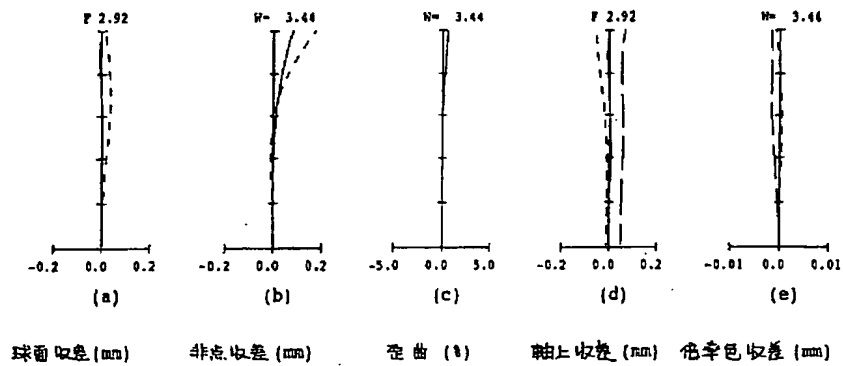 F 2.92 W= 3.44 W= 3.44 F 2.92 W= 3.44
-0.2 0.0 0.2 -0.2 0.0 0.2 -5.0 0.0 5.0 -0.2 0.0 0.2 -0.01 0.0 0.01
(a) (b) (c) (d) (e)
球面収差(mm) 非点収差(mm) 歪曲 (%) 軸上収差(mm) 倍率色収差(mm)